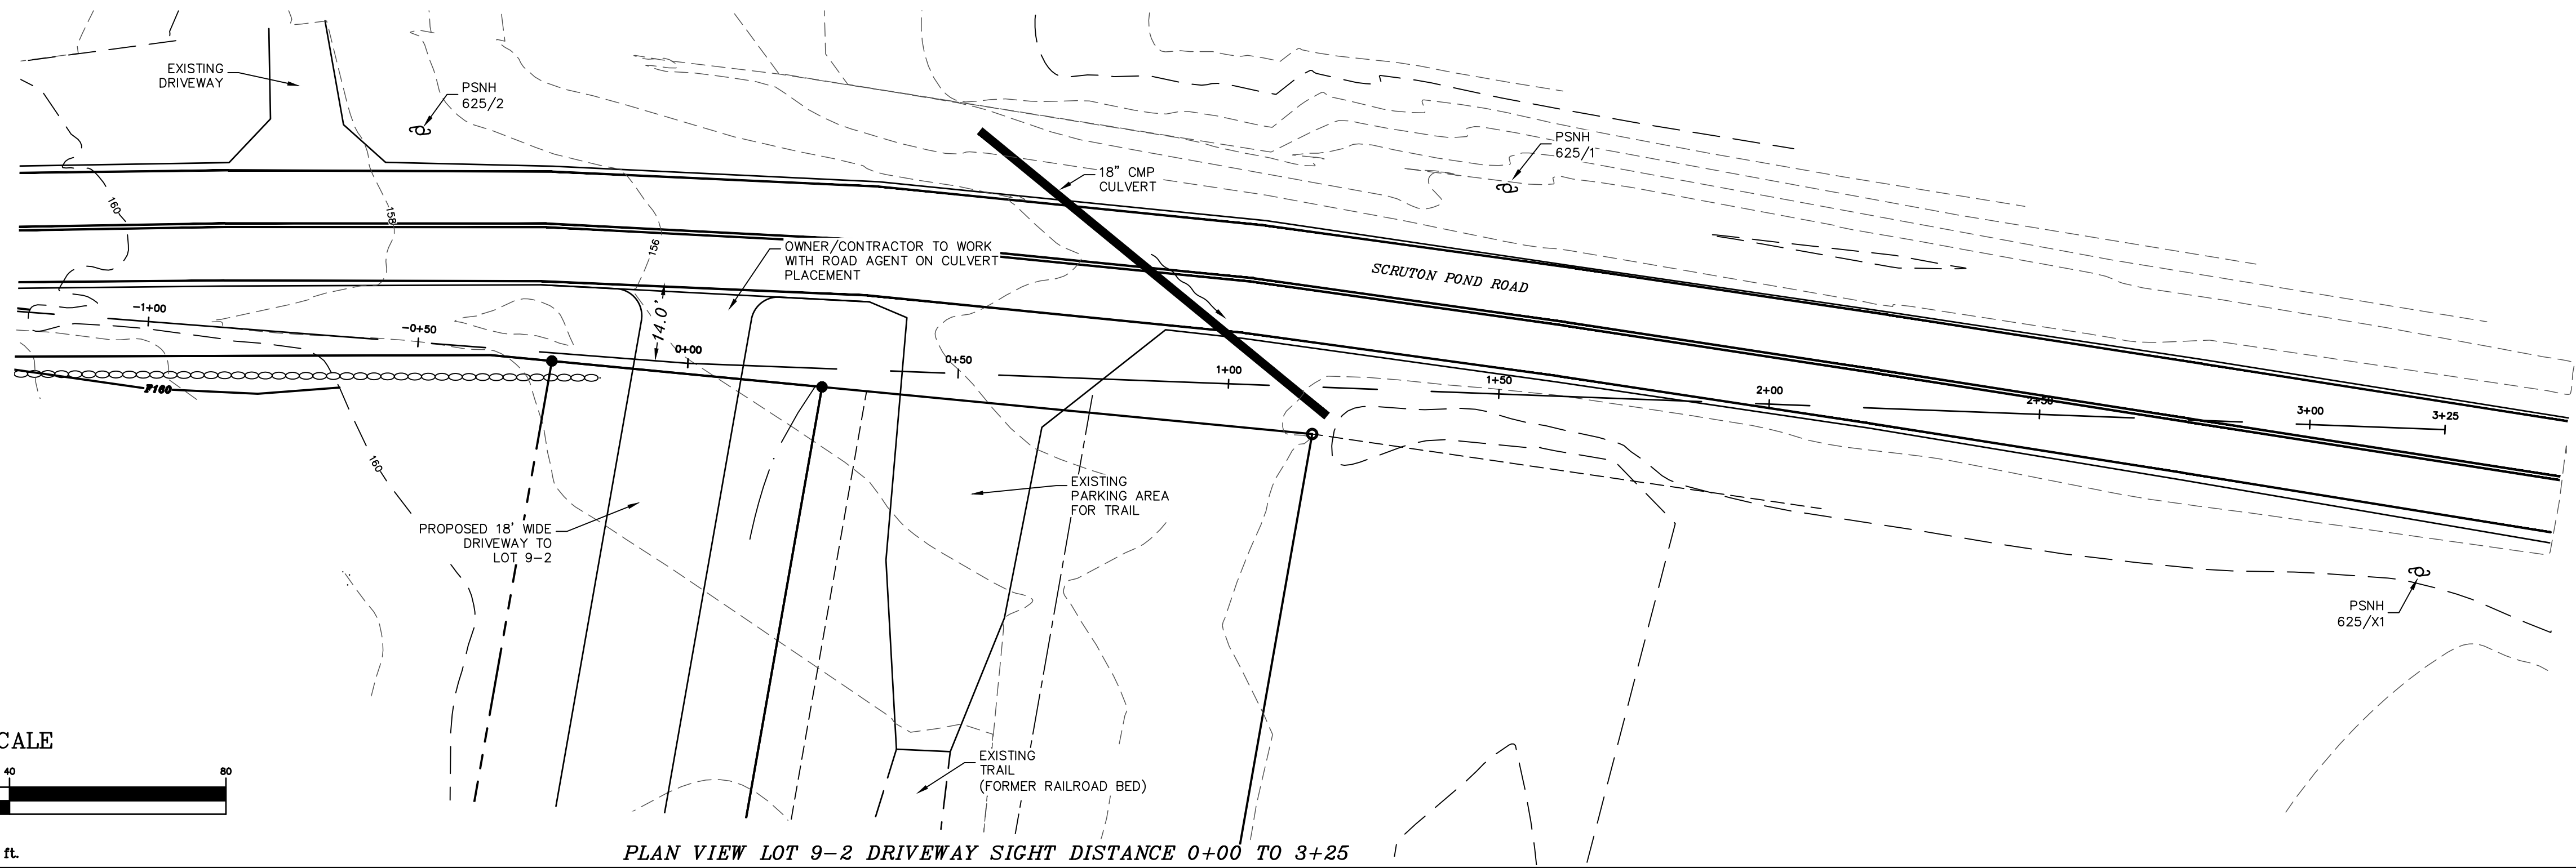 EXISTING
DRIVEWAY
PSNH
625/2
PSNH
625/1
18" CMP
CULVERT
160
158
156
OWNER/CONTRACTOR TO WORK
WITH ROAD AGENT ON CULVERT
PLACEMENT
SCRUTON POND ROAD
14.0'
-1+00
-0+50
0+00
0+50
1+00
1+50
2+00
2+50
3+00
3+25
F160
160
EXISTING
PARKING AREA
FOR TRAIL
PROPOSED 18' WIDE
DRIVEWAY TO
LOT 9-2
PSNH
625/X1
EXISTING
TRAIL
(FORMER RAILROAD BED)
CALE
40
80
ft.
PLAN VIEW LOT 9-2 DRIVEWAY SIGHT DISTANCE 0+00 TO 3+25